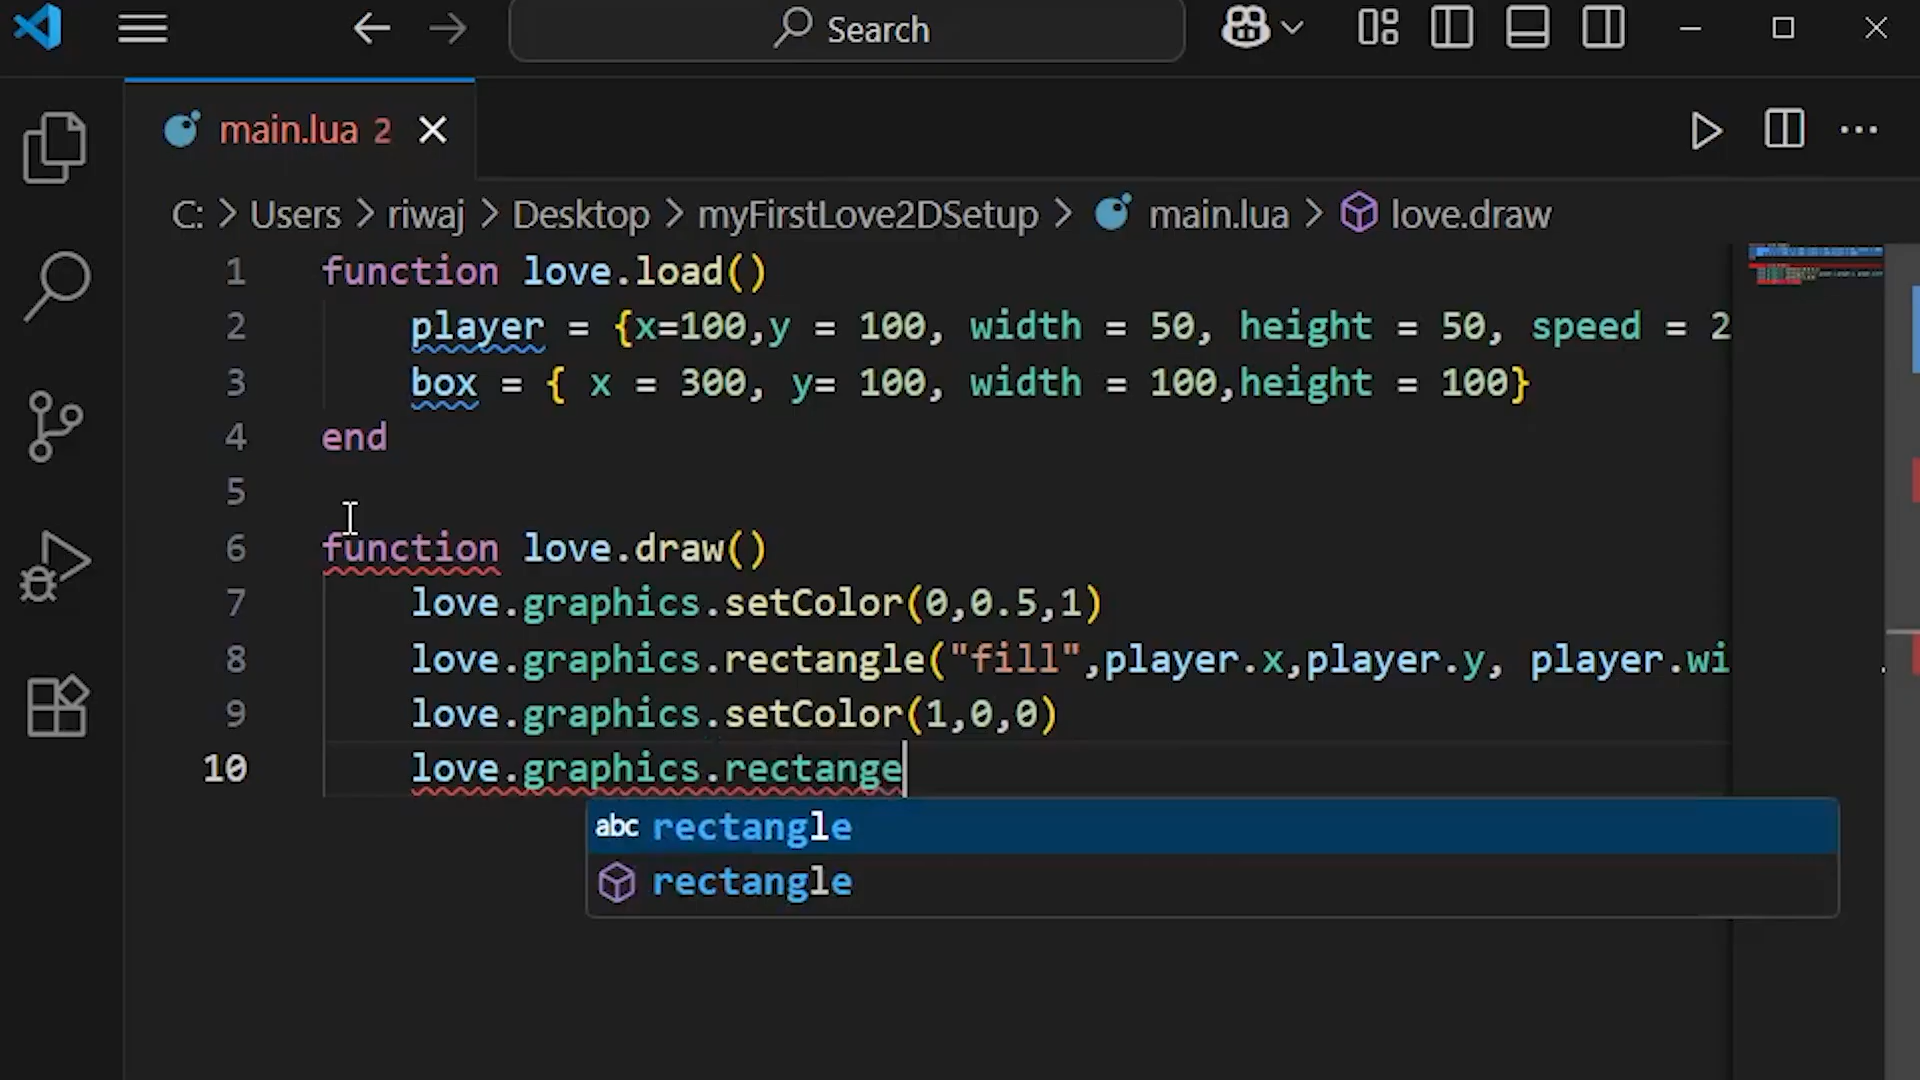 Search
main.lua 2
C: > Users > riwaj > Desktop > myFirstLove2DSetup > main.lua > love.draw
1 function love.load()
2 player = {x=100,y = 100, width = 50, height = 50, speed = 2
3 box = { x = 300, y= 100, width = 100,height = 100}
4 end
5
6 function love.draw()
7 love.graphics.setColor(0,0.5,1)
8 love.graphics.rectangle("fill",player.x,player.y, player.wi
9 love.graphics.setColor(1,0,0)
10 love.graphics.rectange
abc rectangle
rectangle